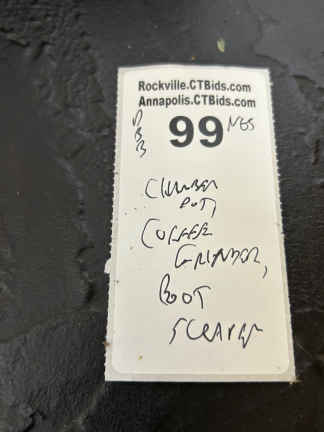 Rockville.CTBids.com
Annapolis.CTBids.com
99
CHAMBER
POT,
COFFEE
GRINDER,
BOOT
SCRAPER